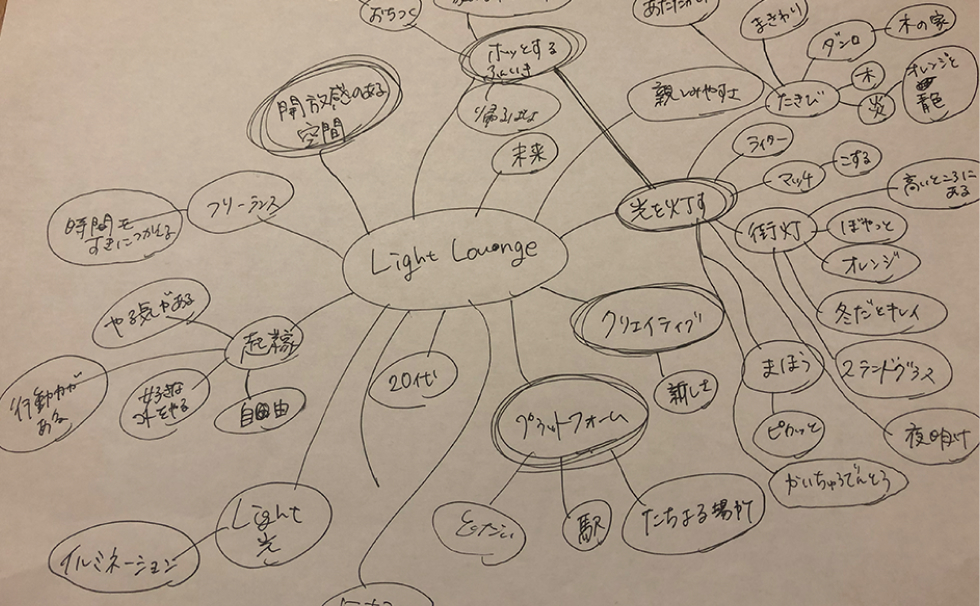 おちつく
ホッとする
ふんいき
あたたかい
まきわり
ダンロ
木の家
開放感のある
空間
帰る場所
親しみやすさ
たきび
木
炎
オレンジと
青色
未来
ライター
マッチ
こする
フリーランス
時間も
すきにつかえる
Light Lounge
光を灯す
街灯
高いところに
ある
ぼやっと
オレンジ
冬だとキレイ
ステンドグラス
夜明け
やる気がある
起業
行動力が
ある
好きな
コトをやる
自由
20代
クリエイティブ
新しさ
まほう
ピカッと
かいちゅうでんとう
プラットフォーム
駅
たちよる場所
Light
光
イルミネーション